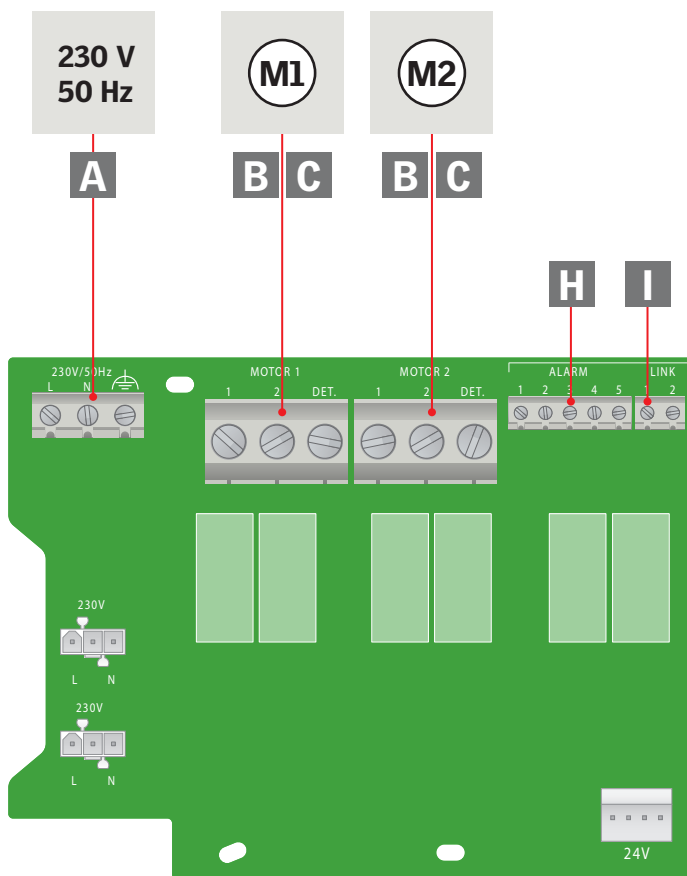 230 V
50 Hz
M1
M2
A
B C
B C
H
I
230V/50Hz
L N
MOTOR 1
1 2 DET.
MOTOR 2
1 2 DET.
ALARM
1 2 3 4 5
LINK
1 2
230V
L N
230V
L N
24V